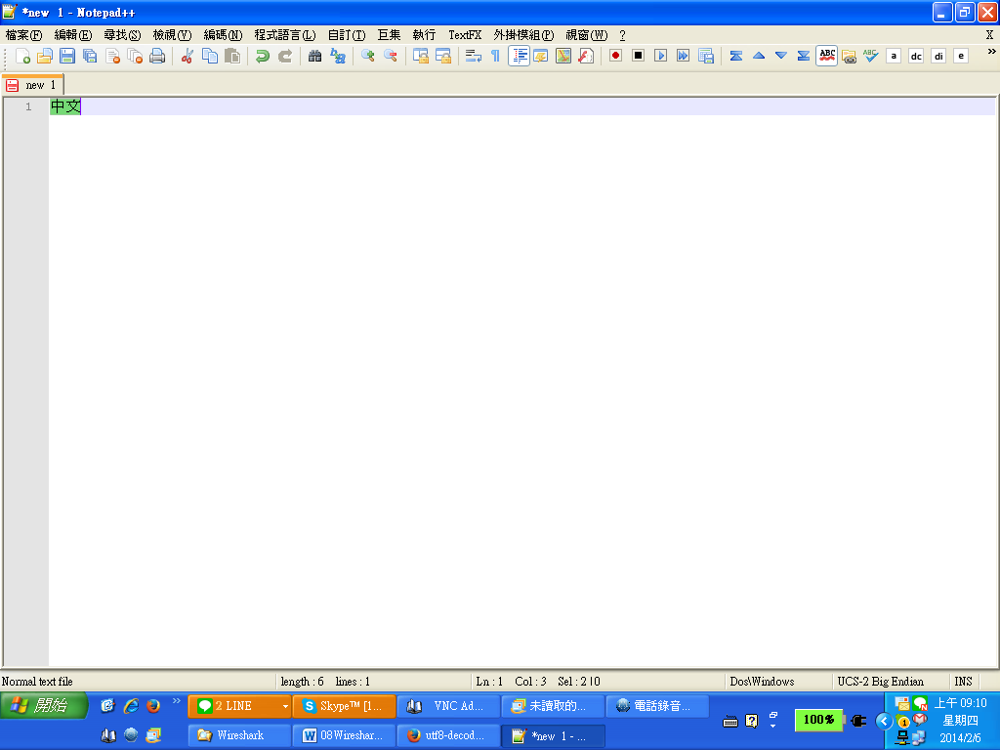 *new 1 - Notepad++
檔案(F) 編輯(E) 尋找(S) 檢視(V) 編碼(N) 程式語言(L) 自訂(T) 巨集 執行 TextFX 外掛模組(P) 視窗(W) ? X
ABC ABC a dc di e »
new 1
1 中文
Normal text file length : 6 lines : 1 Ln : 1 Col : 3 Sel : 2 | 0 Dos\Windows UCS-2 Big Endian INS
開始 » 2 LINE Skype™ [1... VNC Ad... 未讀取的... 電話錄音... 上午 09:10
100% 星期四
Wireshark 08Wireshar... utf8-decod... *new 1 - ... 2014/2/6